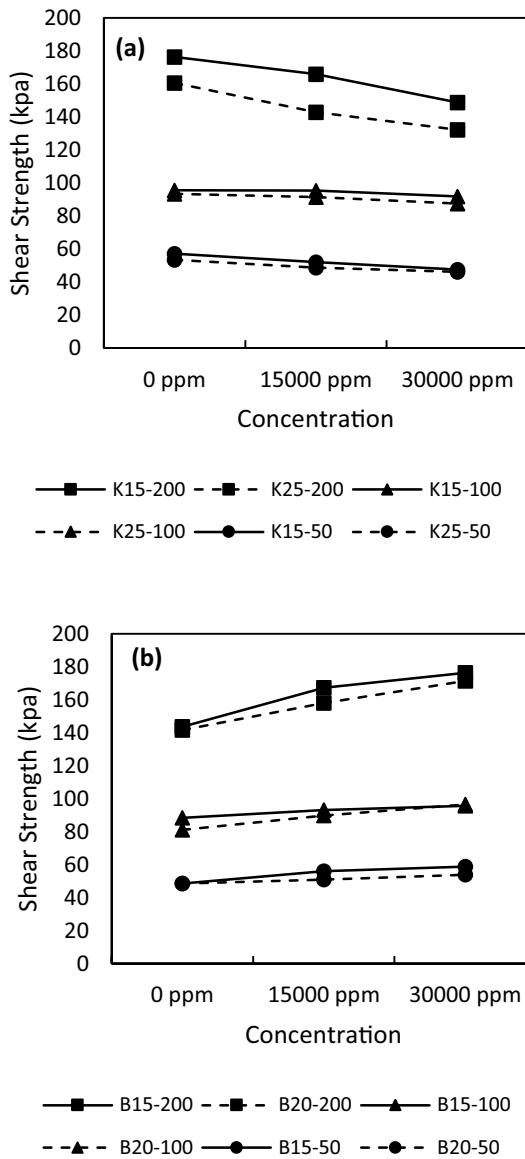 (a)
200
180
160
140
120
100
80
60
40
20
0
Shear Strength (kpa)
0 ppm 15000 ppm 30000 ppm
Concentration
K15-200 K25-200 K15-100
K25-100 K15-50 K25-50
(b)
200
180
160
140
120
100
80
60
40
20
0
Shear Strength (kpa)
0 ppm 15000 ppm 30000 ppm
Concentration
B15-200 B20-200 B15-100
B20-100 B15-50 B20-50